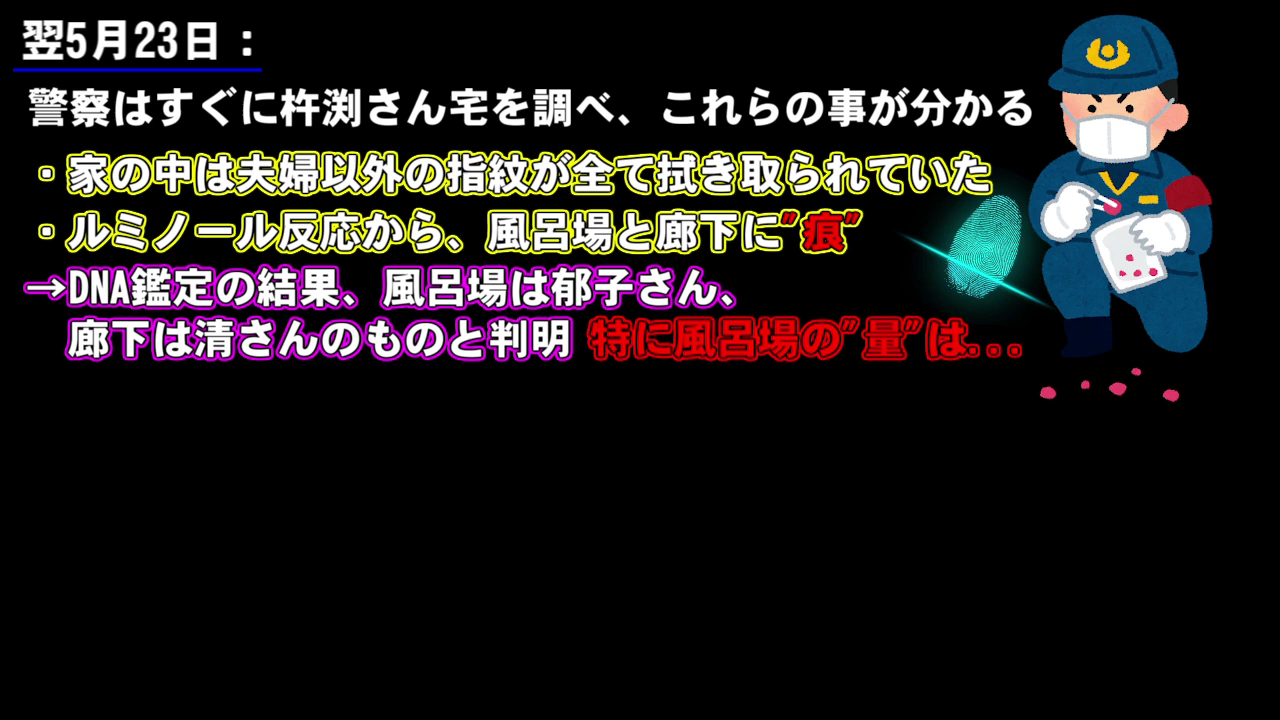 翌5月23日：
警察はすぐに杵渕さん宅を調べ、これらの事が分かる
・家の中は夫婦以外の指紋が全て拭き取られていた
・ルミノール反応から、風呂場と廊下に"痕"
→DNA鑑定の結果、風呂場は郁子さん、
廊下は清さんのものと判明 特に風呂場の"量"は...